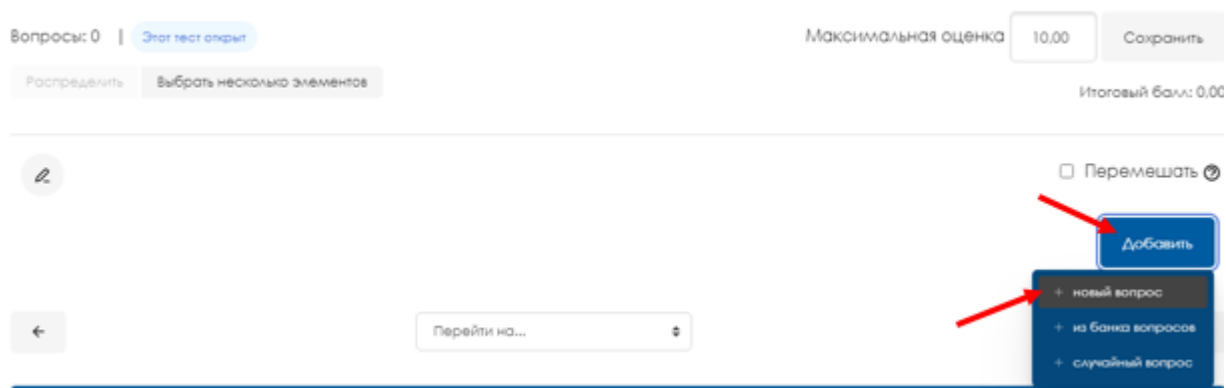 Вопросы: 0 | Этот тест открыт
Максимальная оценка 10,00 Сохранить
Распределить Выбрать несколько элементов
Итоговый балл: 0,00
Перемешать
Добавить
+ новый вопрос
Перейти на...
+ из банка вопросов
+ случайный вопрос